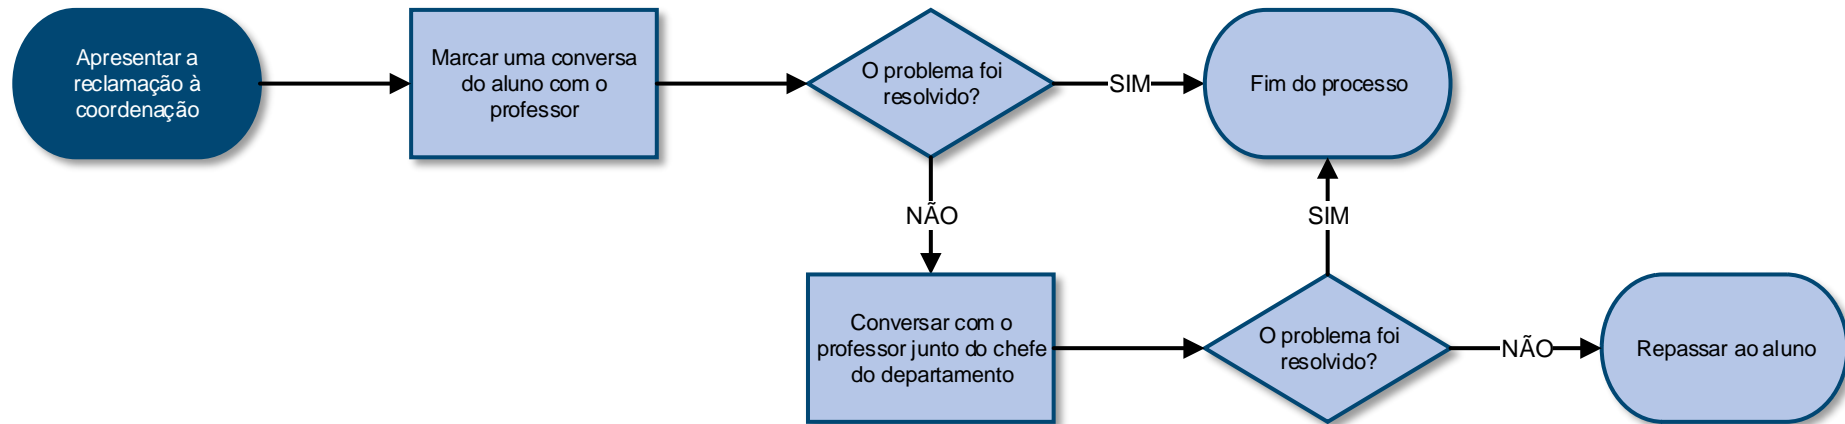 Apresentar a
reclamação à
coordenação
Marcar uma conversa
do aluno com o
professor
O problema foi
resolvido?
SIM
Fim do processo
NÃO
SIM
Conversar com o
professor junto do chefe
do departamento
O problema foi
resolvido?
NÃO
Repassar ao aluno